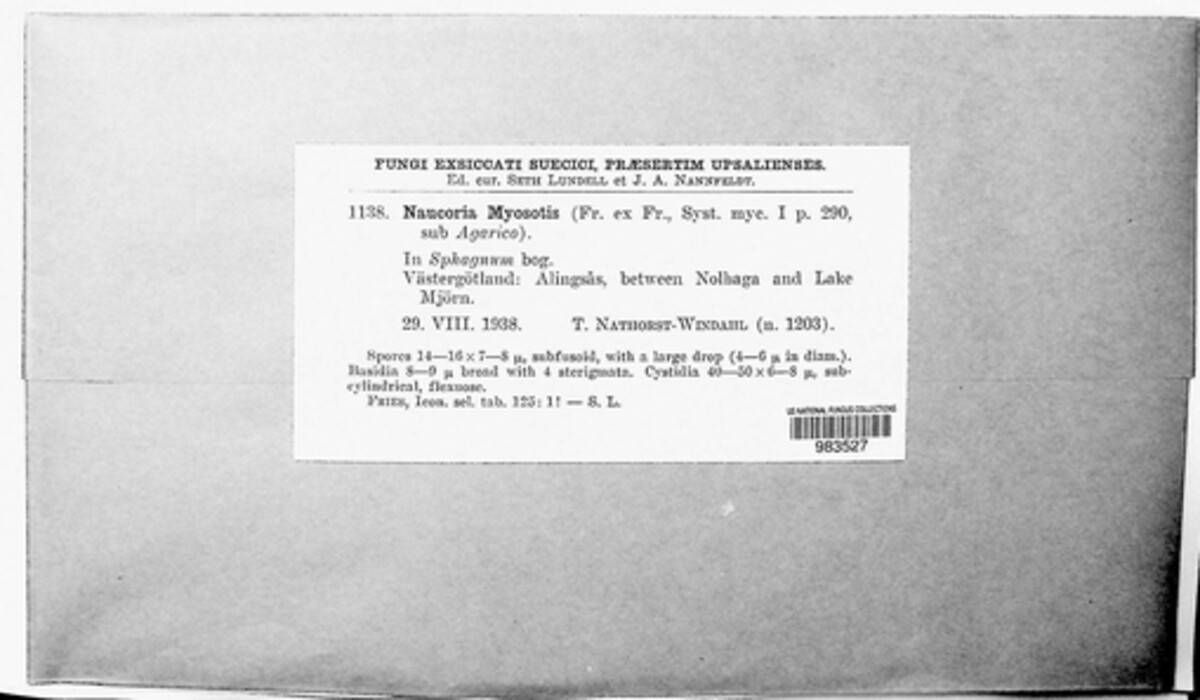 FUNGI EXSICCATI SUECICI, PRÆSERTIM UPSALIENSES.
Ed. cur. SETH LUNDELL et J. A. NANNFELDT.
1138. Naucoria Myosotis (Fr. ex Fr., Syst. myc. I p. 290,
sub Agarico).
In Sphagnum bog.
Västergötland: Alingsås, between Nolhaga and Lake
Mjörn.
29. VIII. 1938. T. NATHORST-WINDAHL (n. 1203).
Spores 14—16 × 7—8 µ, subfusoid, with a large drop (4—6 µ in diam.).
Basidia 8—9 µ broad with 4 sterigmata. Cystidia 40—50 × 6—8 µ, sub-
cylindrical, flexuose.
FRIES, Icon. sel. tab. 125: 1! — S. L.
US NATIONAL FUNGUS COLLECTIONS
983527